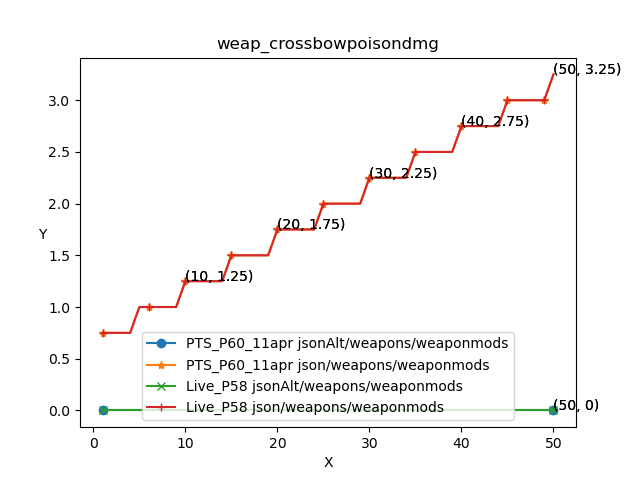 weap_crossbowpoisondmg
(50, 3.25)
(40, 2.75)
(30, 2.25)
(20, 1.75)
(10, 1.25)
(50, 0)
3.0
2.5
2.0
Y
1.5
1.0
0.5
0.0
PTS_P60_11apr jsonAlt/weapons/weaponmods
PTS_P60_11apr json/weapons/weaponmods
Live_P58 jsonAlt/weapons/weaponmods
Live_P58 json/weapons/weaponmods
0 10 20 30 40 50
X